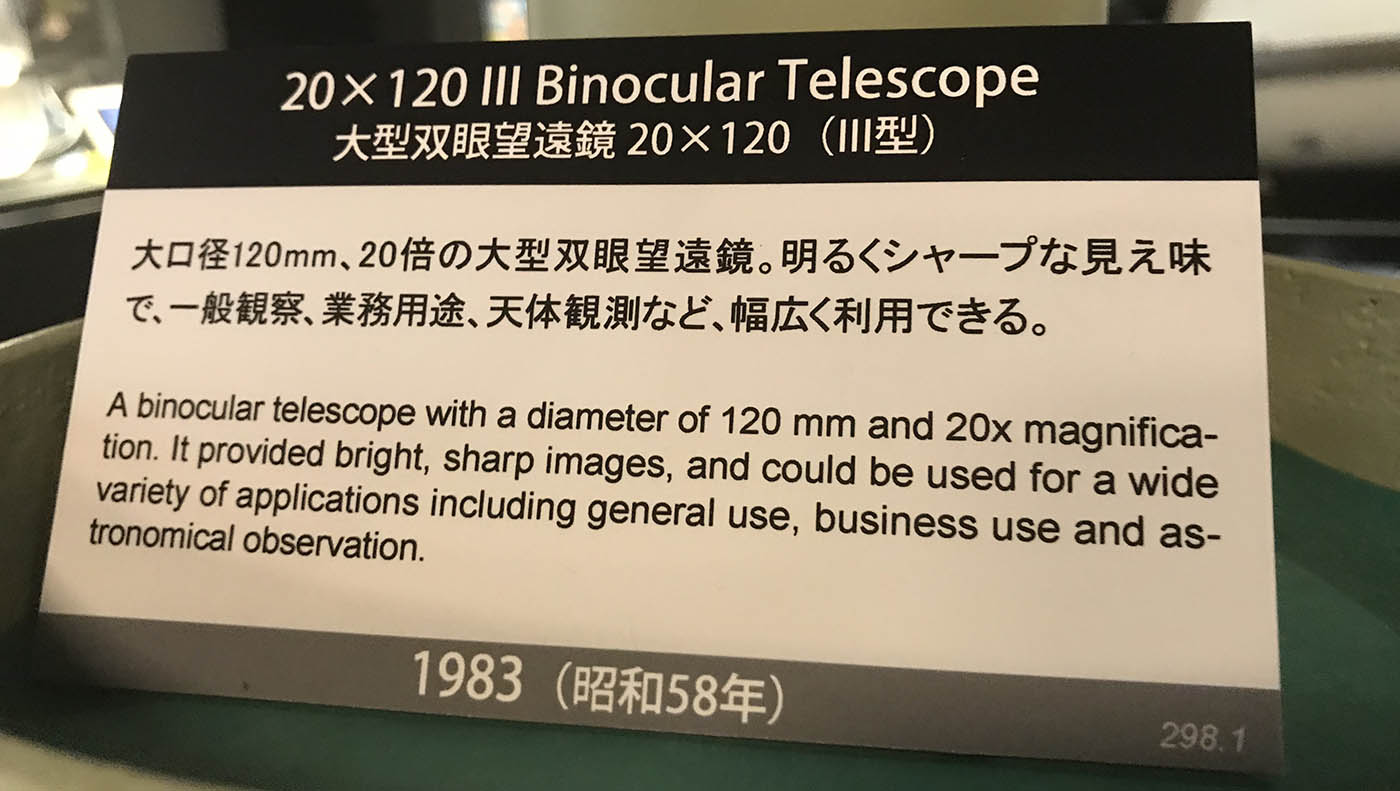 20×120 III Binocular Telescope
大型双眼望遠鏡 20×120（III型）
大口径120mm、20倍の大型双眼望遠鏡。明るくシャープな見え味
で、一般観察、業務用途、天体観測など、幅広く利用できる。
A binocular telescope with a diameter of 120 mm and 20x magnifica-
tion. It provided bright, sharp images, and could be used for a wide
variety of applications including general use, business use and as-
tronomical observation.
1983（昭和58年）
298.1